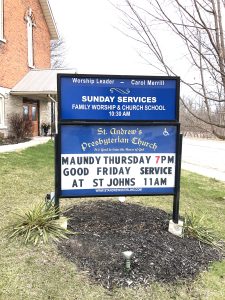 Worship Leader - Carol Merrill
SUNDAY SERVICES
FAMILY WORSHIP & CHURCH SCHOOL
10:30 AM
St. Andrew's
Presbyterian Church
MAUNDY THURSDAY 7PM
GOOD FRIDAY SERVICE
AT ST JOHNS 11AM